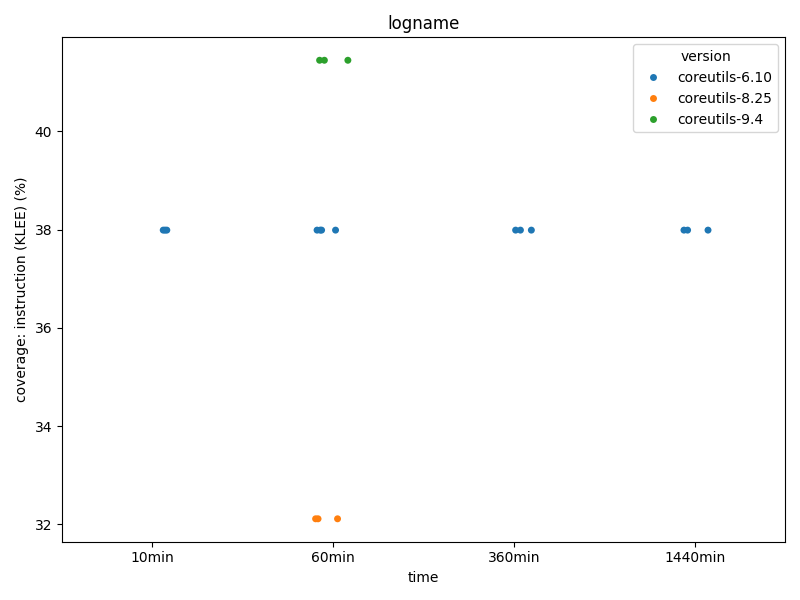 logname
version
coreutils-6.10
coreutils-8.25
coreutils-9.4
coverage: instruction (KLEE) (%)
40
38
36
34
32
10min
60min
360min
1440min
time